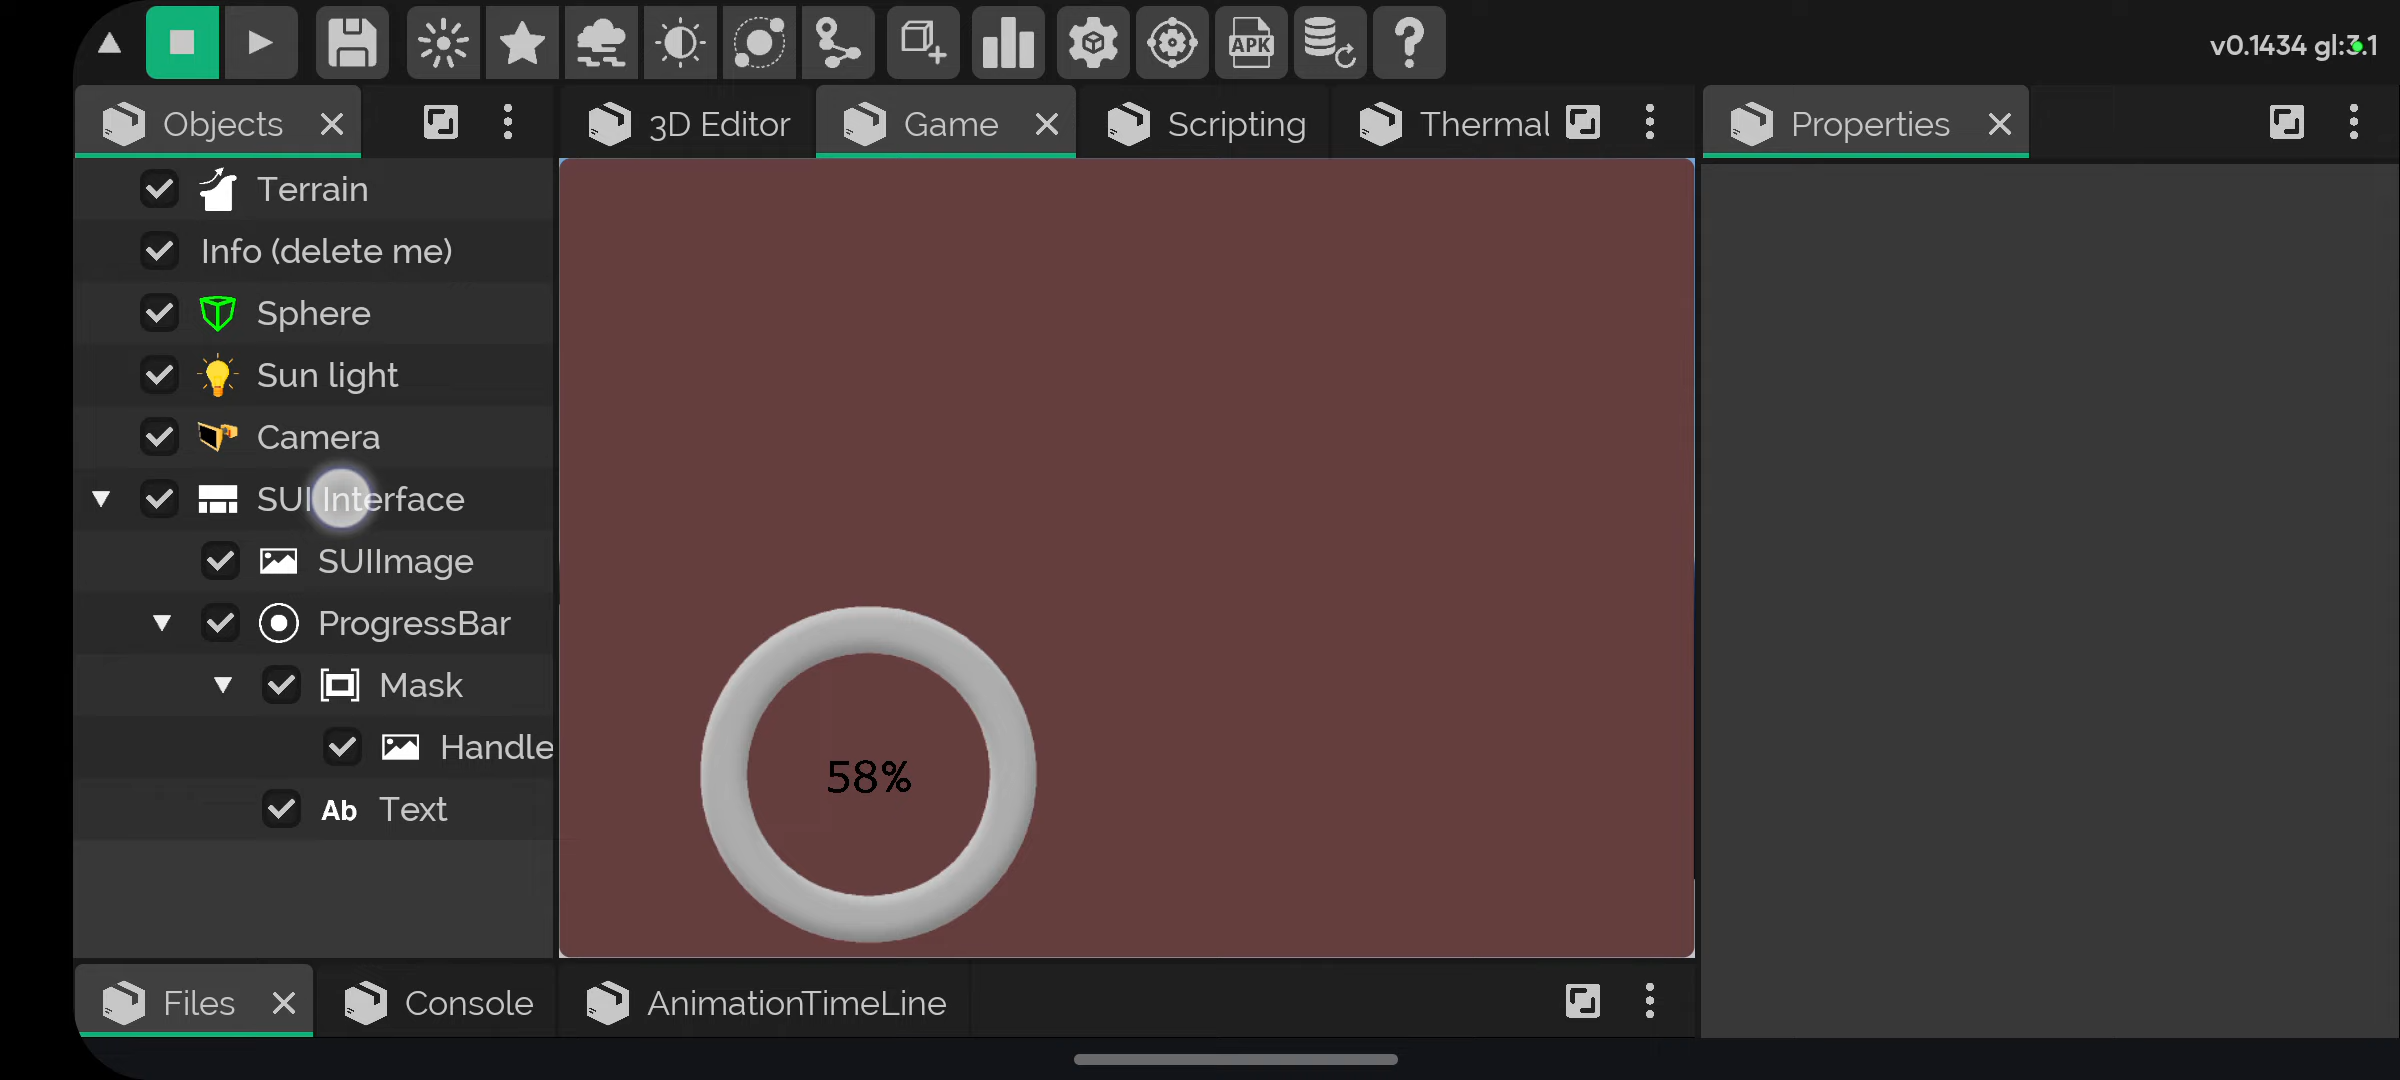 APK
v0.1434 gl:3.1
Objects
3D Editor
Game
Scripting
Thermal
Properties
Terrain
Info (delete me)
Sphere
Sun light
Camera
SUI Interface
SUIImage
ProgressBar
Mask
Handle
Ab Text
58%
Files
Console
AnimationTimeLine